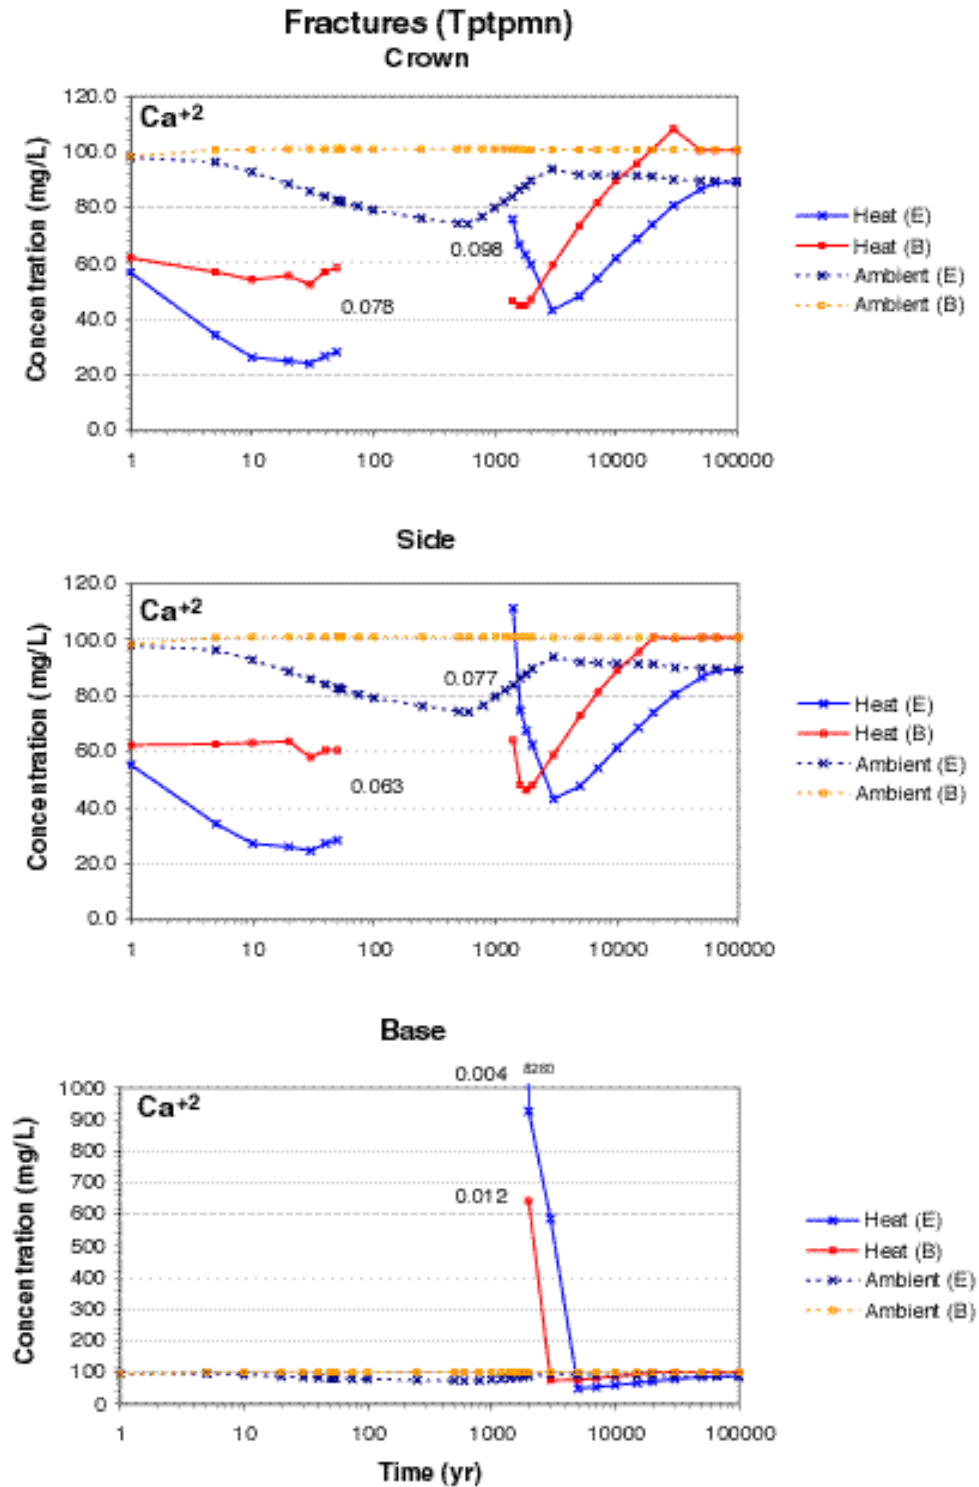 Fractures (Tptpmn)
Crown
Ca+2
Concentration (mg/L)
120.0
100.0
80.0
60.0
40.0
20.0
0.0
0.098
0.078
1 10 100 1000 10000 100000
Heat (E)
Heat (B)
Ambient (E)
Ambient (B)
Side
Ca+2
Concentration (mg/L)
120.0
100.0
80.0
60.0
40.0
20.0
0.0
0.077
0.063
1 10 100 1000 10000 100000
Heat (E)
Heat (B)
Ambient (E)
Ambient (B)
Base
Ca+2
Concentration (mg/L)
1000
900
800
700
600
500
400
300
200
100
0
0.004 8280
0.012
1 10 100 1000 10000 100000
Time (yr)
Heat (E)
Heat (B)
Ambient (E)
Ambient (B)